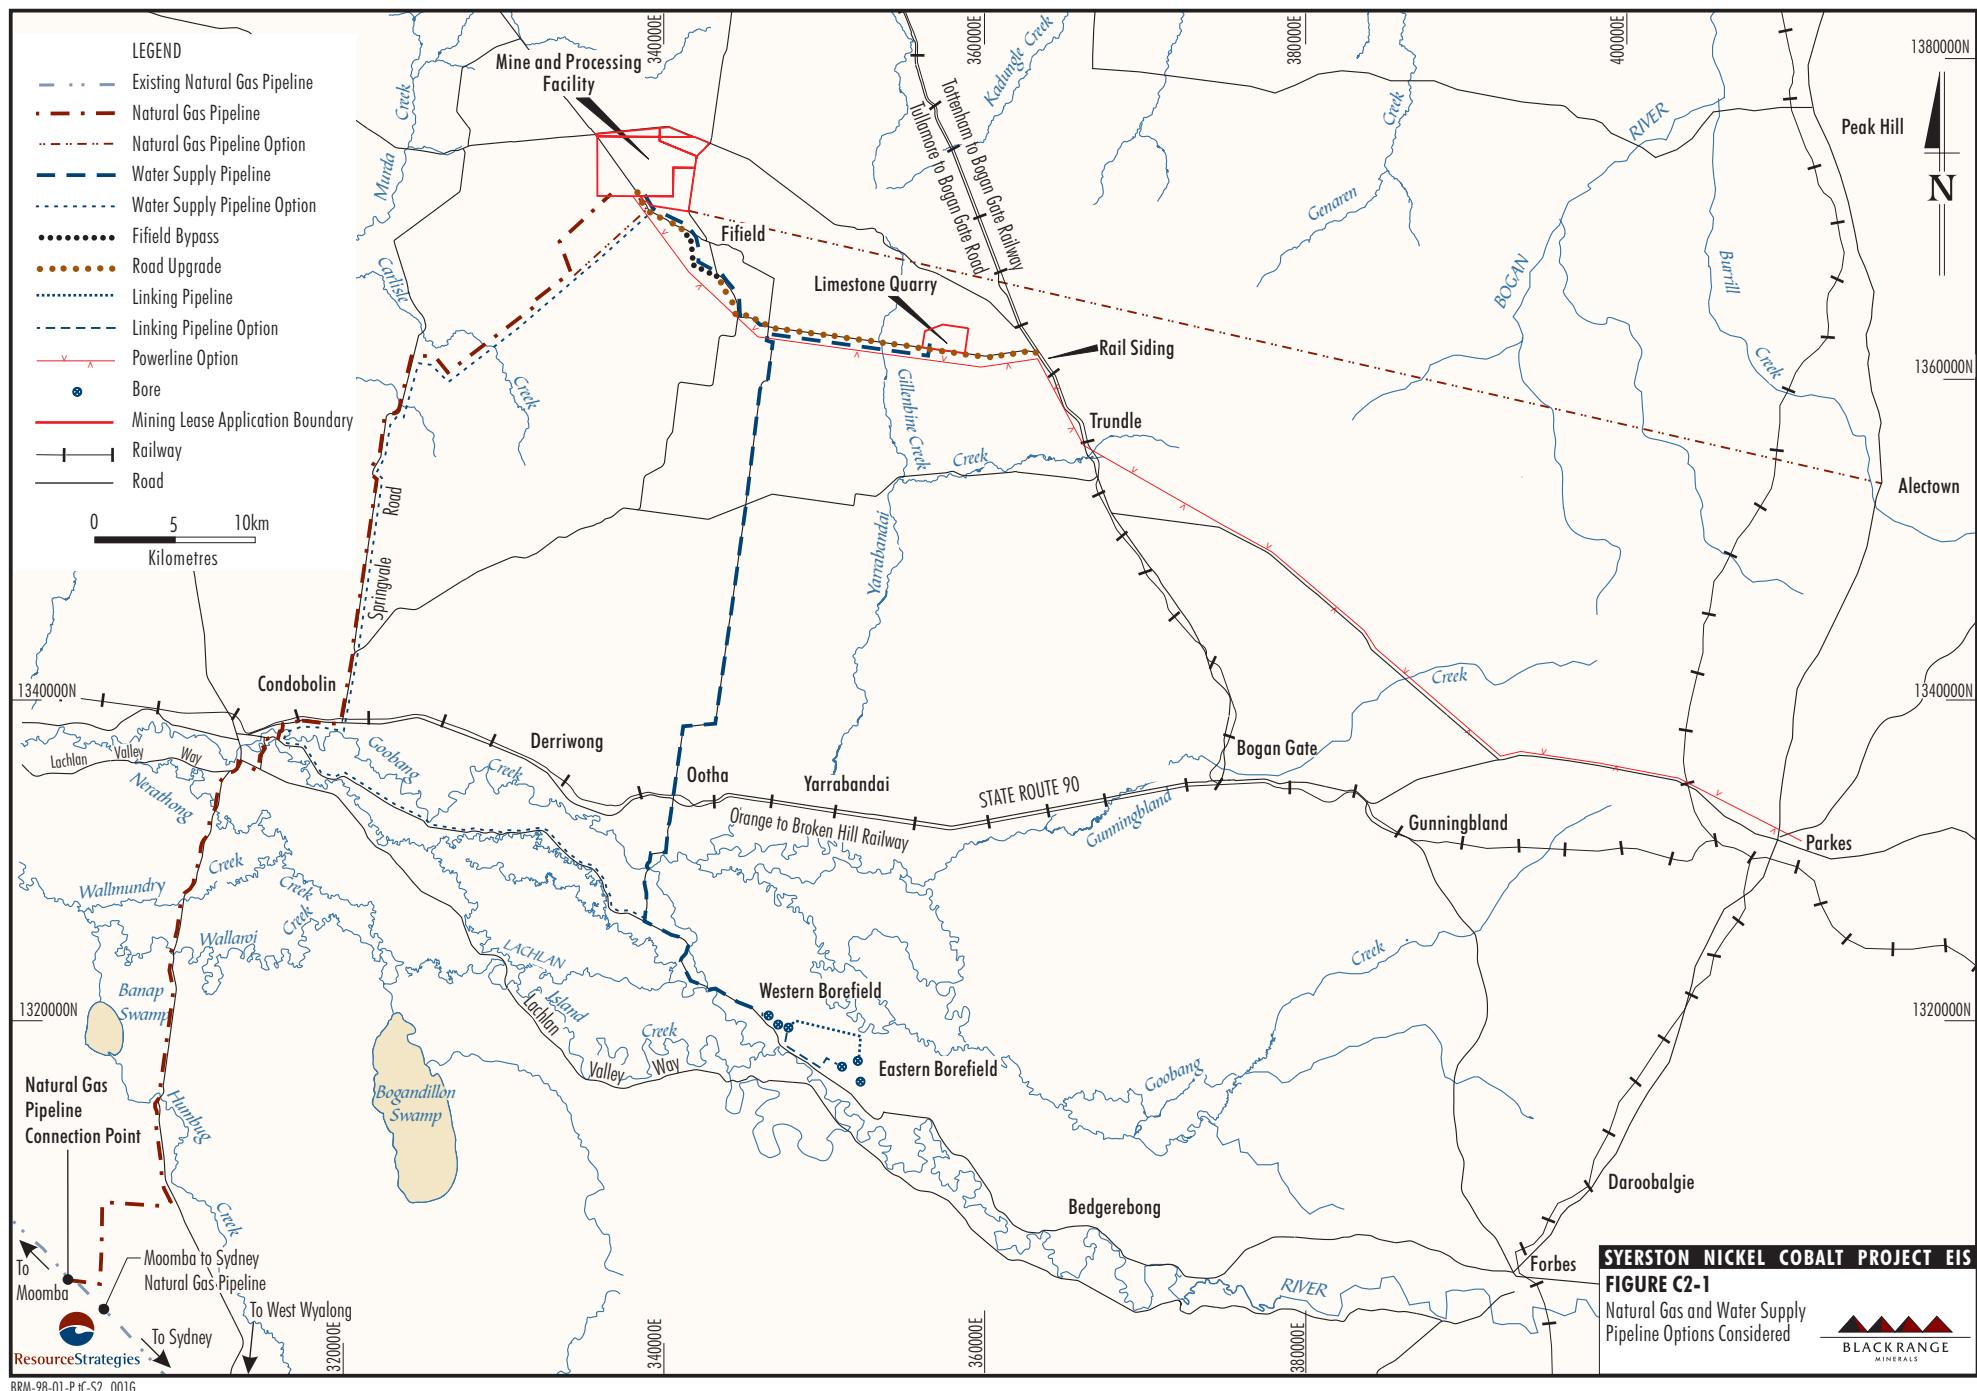 LEGEND
Existing Natural Gas Pipeline
Natural Gas Pipeline
Natural Gas Pipeline Option
Water Supply Pipeline
Water Supply Pipeline Option
Fifield Bypass
Road Upgrade
Linking Pipeline
Linking Pipeline Option
Powerline Option
Bore
Mining Lease Application Boundary
Railway
Road
0 5 10km
Kilometres
340000E
360000E
380000E
400000E
1380000N
Mine and Processing
Facility
Murda
Creek
Kadungle Creek
Tottenham to Bogan Gate Railway
Tullamore to Bogan Gate Road
Creek
RIVER
Peak Hill
N
Genaren
BOGAN
Burrill
Creek
Fifield
Carlisle
Creek
Limestone Quarry
Rail Siding
1360000N
Gillenbine Creek
Trundle
Creek
Alectown
Road
Springvale
Yarrabandai
1340000N
Condobolin
Creek
1340000N
Lachlan
Valley
Way
Nerathong
Creek
Goobang
Creek
Derriwong
Ootha
Yarrabandai
STATE ROUTE 90
Orange to Broken Hill Railway
Bogan Gate
Gunningbland
Gunningbland
Parkes
Wallmundry
Creek
Creek
Wallaroi
Creek
LACHLAN
Island
Creek
Lachlan
Valley
Way
Banap
Swamp
1320000N
Western Borefield
Eastern Borefield
Creek
Goobang
1320000N
Bogandillon
Swamp
Natural Gas
Pipeline
Connection Point
Humbug
Creek
Bedgerebong
Daroobalgie
Forbes
RIVER
To
Moomba
Moomba to Sydney
Natural Gas Pipeline
To West Wyalong
To Sydney
320000E
340000E
360000E
380000E
ResourceStrategies
SYERSTON NICKEL COBALT PROJECT EIS
FIGURE C2-1
Natural Gas and Water Supply
Pipeline Options Considered
BLACK RANGE
MINERALS
BRM-98-01-P tC-S2_001G